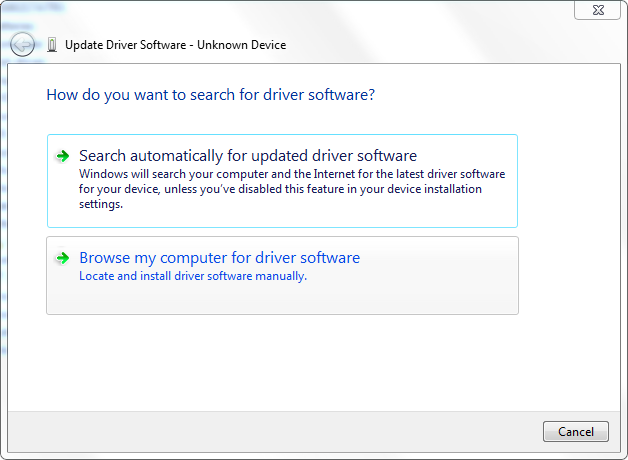 Update Driver Software - Unknown Device
How do you want to search for driver software?
Search automatically for updated driver software
Windows will search your computer and the Internet for the latest driver software
for your device, unless you've disabled this feature in your device installation
settings.
Browse my computer for driver software
Locate and install driver software manually.
Cancel